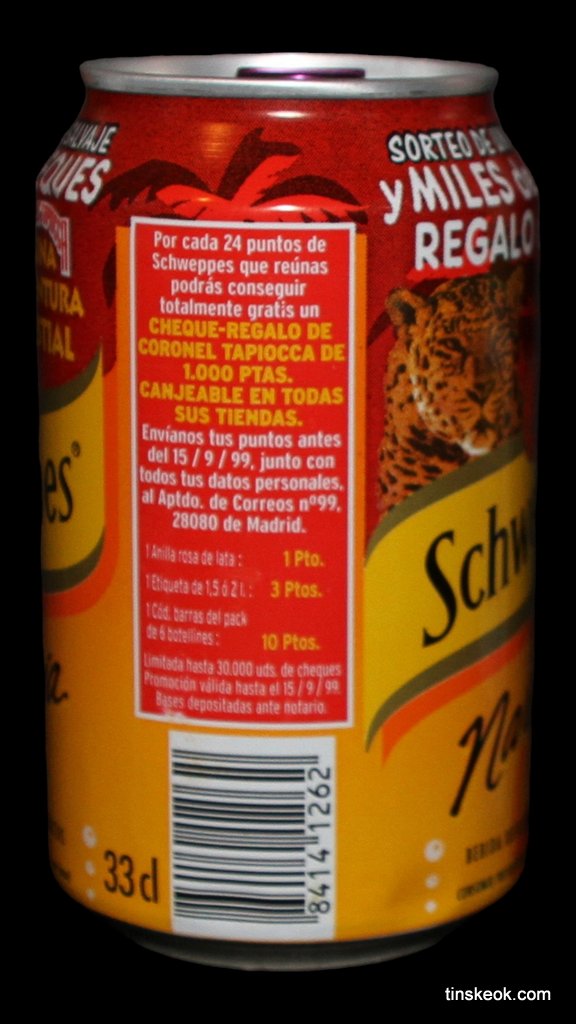 SORTEO DE
y MILES
REGALO
QUES
Por cada 24 puntos de
Schweppes que reúnas
podrás conseguir
totalmente gratis un
CHEQUE-REGALO DE
CORONEL TAPIOCCA DE
1.000 PTAS.
CANJEABLE EN TODAS
SUS TIENDAS.
Envíanos tus puntos antes
del 15 / 9 / 99, junto con
todos tus datos personales,
al Aptdo. de Correos nº99.
28080 de Madrid.
1 Anilla rosa de lata : 1 Pto.
1 Etiqueta de 1,5 ó 2 l. : 3 Ptos.
1 Cód. barras del pack
de 6 botellines : 10 Ptos.
Limitada hasta 30.000 uds. de cheques
Promoción válida hasta el 15 / 9 / 99.
Bases depositadas ante notario.
es®
Schw
Na
33 cl
8414 1262
BEBIDA
tinskeok.com